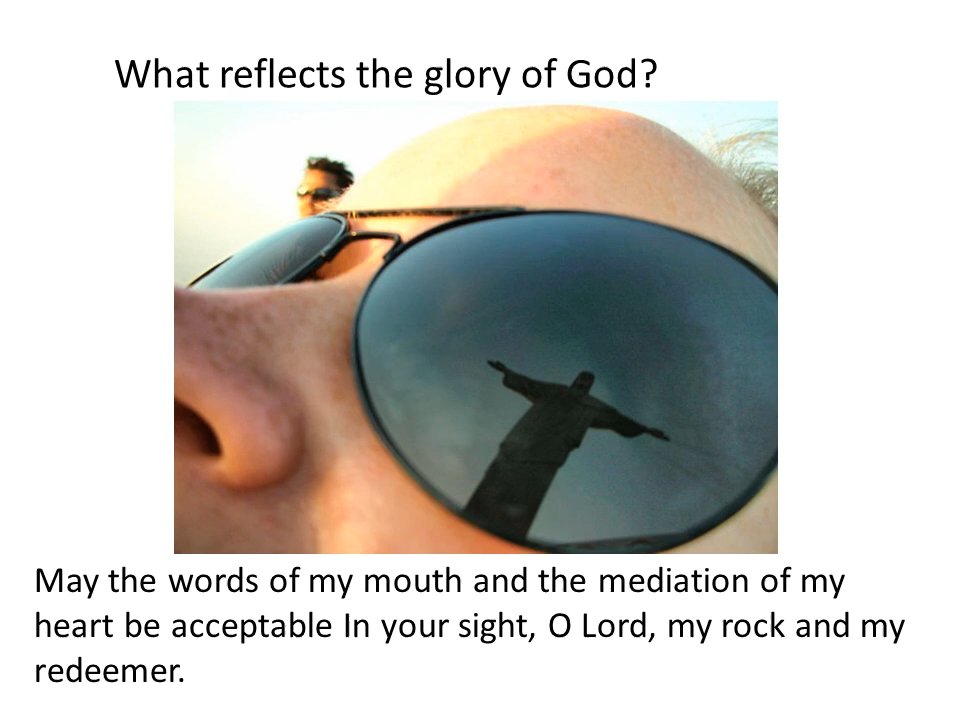 What reflects the glory of God?
May the words of my mouth and the mediation of my
heart be acceptable In your sight, O Lord, my rock and my
redeemer.